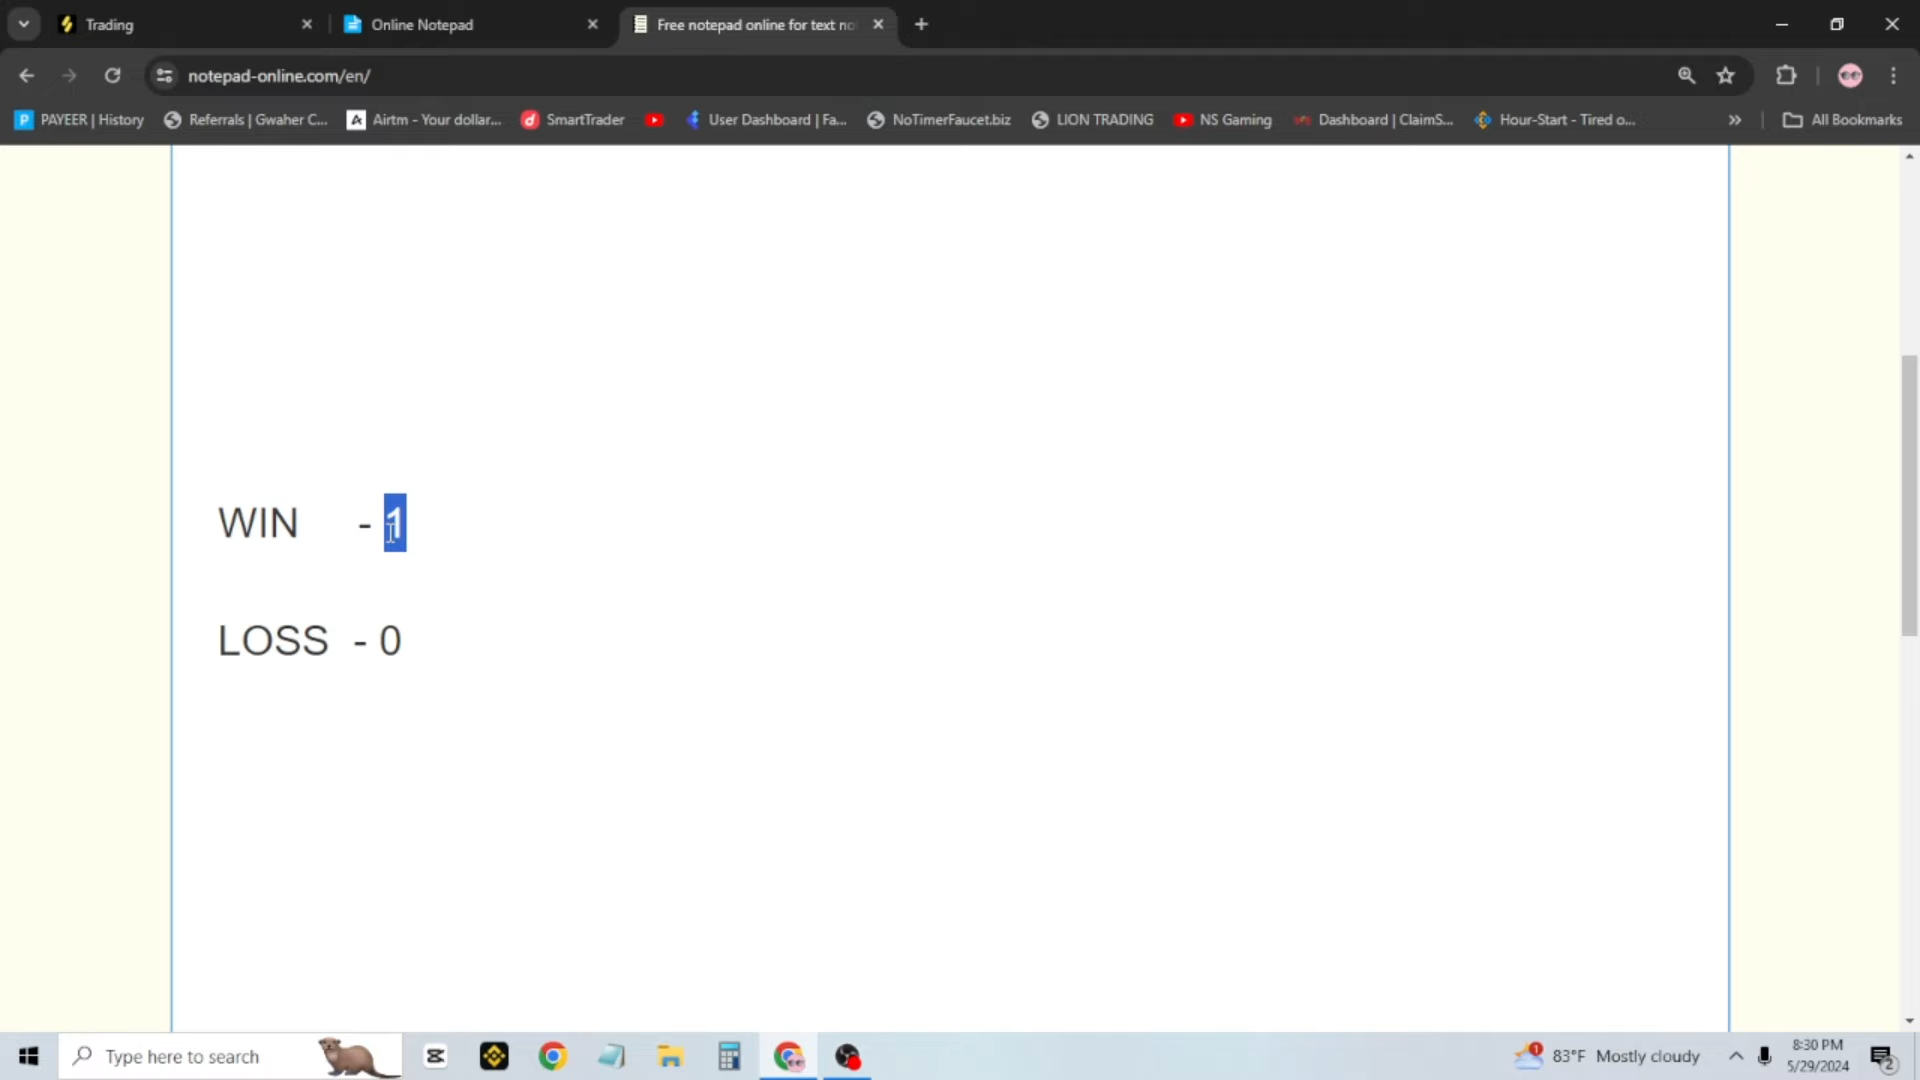 Trading
Online Notepad
Free notepad online for text no
notepad-online.com/en/
PAYEER | History
Referrals | Gwaher C...
Airtm - Your dollar...
SmartTrader
User Dashboard | Fa...
NoTimerFaucet.biz
LION TRADING
NS Gaming
Dashboard | ClaimS...
Hour-Start - Tired o...
All Bookmarks
WIN - 1
LOSS - 0
Type here to search
83°F Mostly cloudy
8:30 PM
5/29/2024